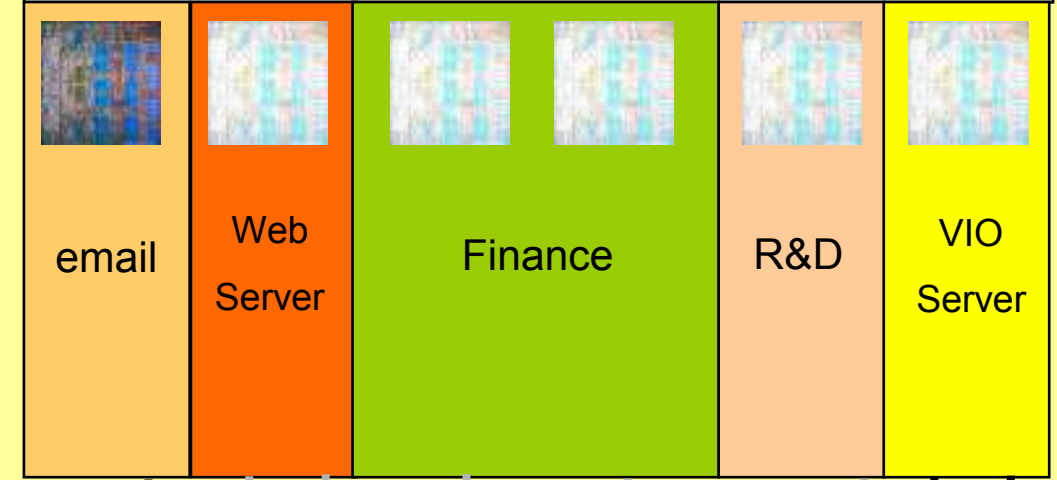 email
Web
Server
Finance
R&D
VIO
Server